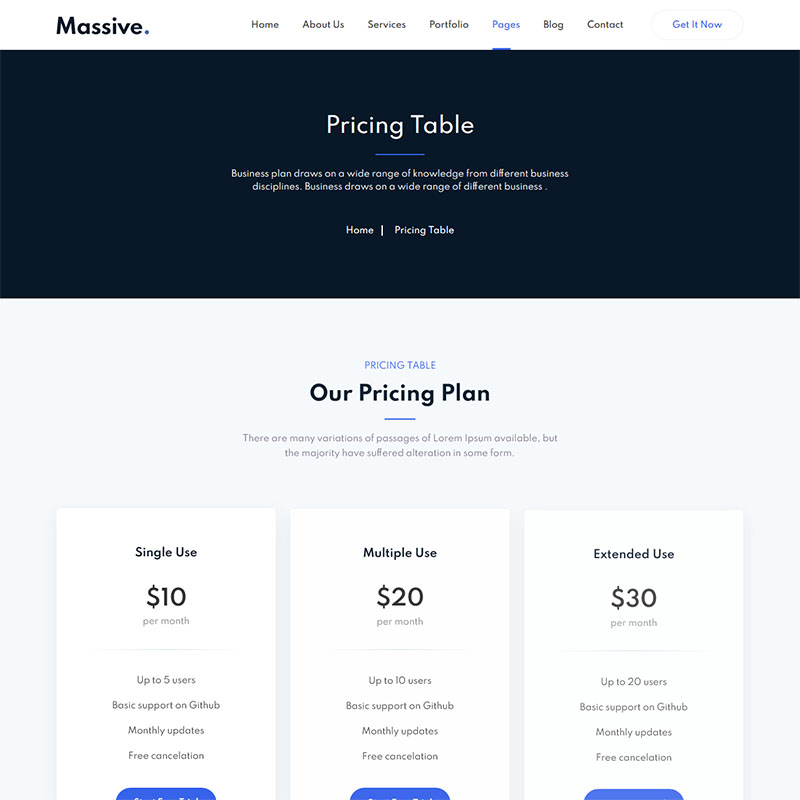 Massive.
Home About Us Services Portfolio Pages Blog Contact Get It Now
Pricing Table
Business plan draws on a wide range of knowledge from different business
disciplines. Business draws on a wide range of different business .
Home | Pricing Table
PRICING TABLE
Our Pricing Plan
There are many variations of passages of Lorem Ipsum available, but
the majority have suffered alteration in some form.
Single Use
$10
per month
Up to 5 users
Basic support on Github
Monthly updates
Free cancelation
Multiple Use
$20
per month
Up to 10 users
Basic support on Github
Monthly updates
Free cancelation
Extended Use
$30
per month
Up to 20 users
Basic support on Github
Monthly updates
Free cancelation